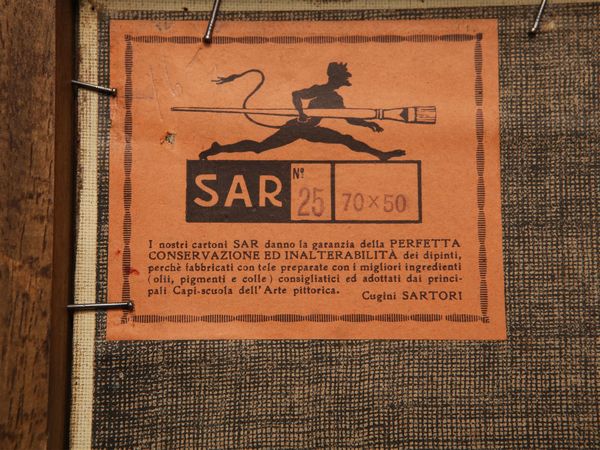 SAR
Nº 25
70×50
I nostri cartoni SAR danno la garanzia della PERFETTA
CONSERVAZIONE ED INALTERABILITÀ dei dipinti,
perchè fabbricati con tele preparate con i migliori ingredienti
(olii, pigmenti e colle) consigliatici ed adottati dai princi-
pali Capi-scuola dell'Arte pittorica.
Cugini SARTORI